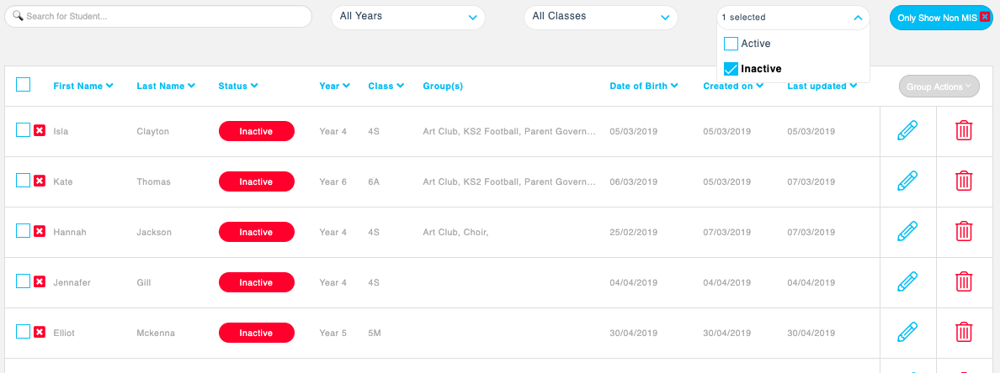 Search for Student... All Years All Classes 1 selected Only Show Non MIS
Active
Inactive
First Name Last Name Status Year Class Group(s) Date of Birth Created on Last updated Group Actions
Isla Clayton Inactive Year 4 4S Art Club, KS2 Football, Parent Govern... 05/03/2019 05/03/2019 05/03/2019
Kate Thomas Inactive Year 6 6A Art Club, KS2 Football, Parent Govern... 06/03/2019 05/03/2019 07/03/2019
Hannah Jackson Inactive Year 4 4S Art Club, Choir, 25/02/2019 07/03/2019 07/03/2019
Jennafer Gill Inactive Year 4 4S 04/04/2019 04/04/2019 04/04/2019
Elliot Mckenna Inactive Year 5 5M 30/04/2019 30/04/2019 30/04/2019